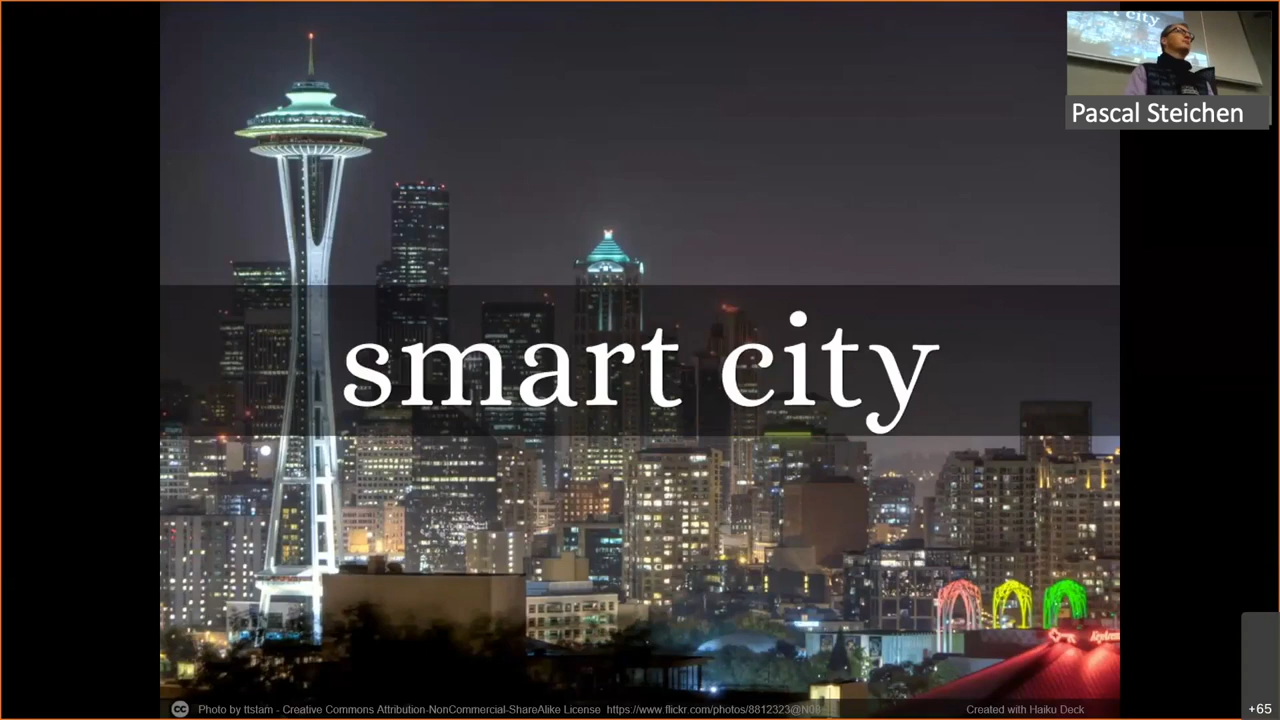 smart city
Pascal Steichen
Photo by ttstam - Creative Commons Attribution-NonCommercial-ShareAlike License https://www.flickr.com/photos/8812323@N08
Created with Haiku Deck
+65